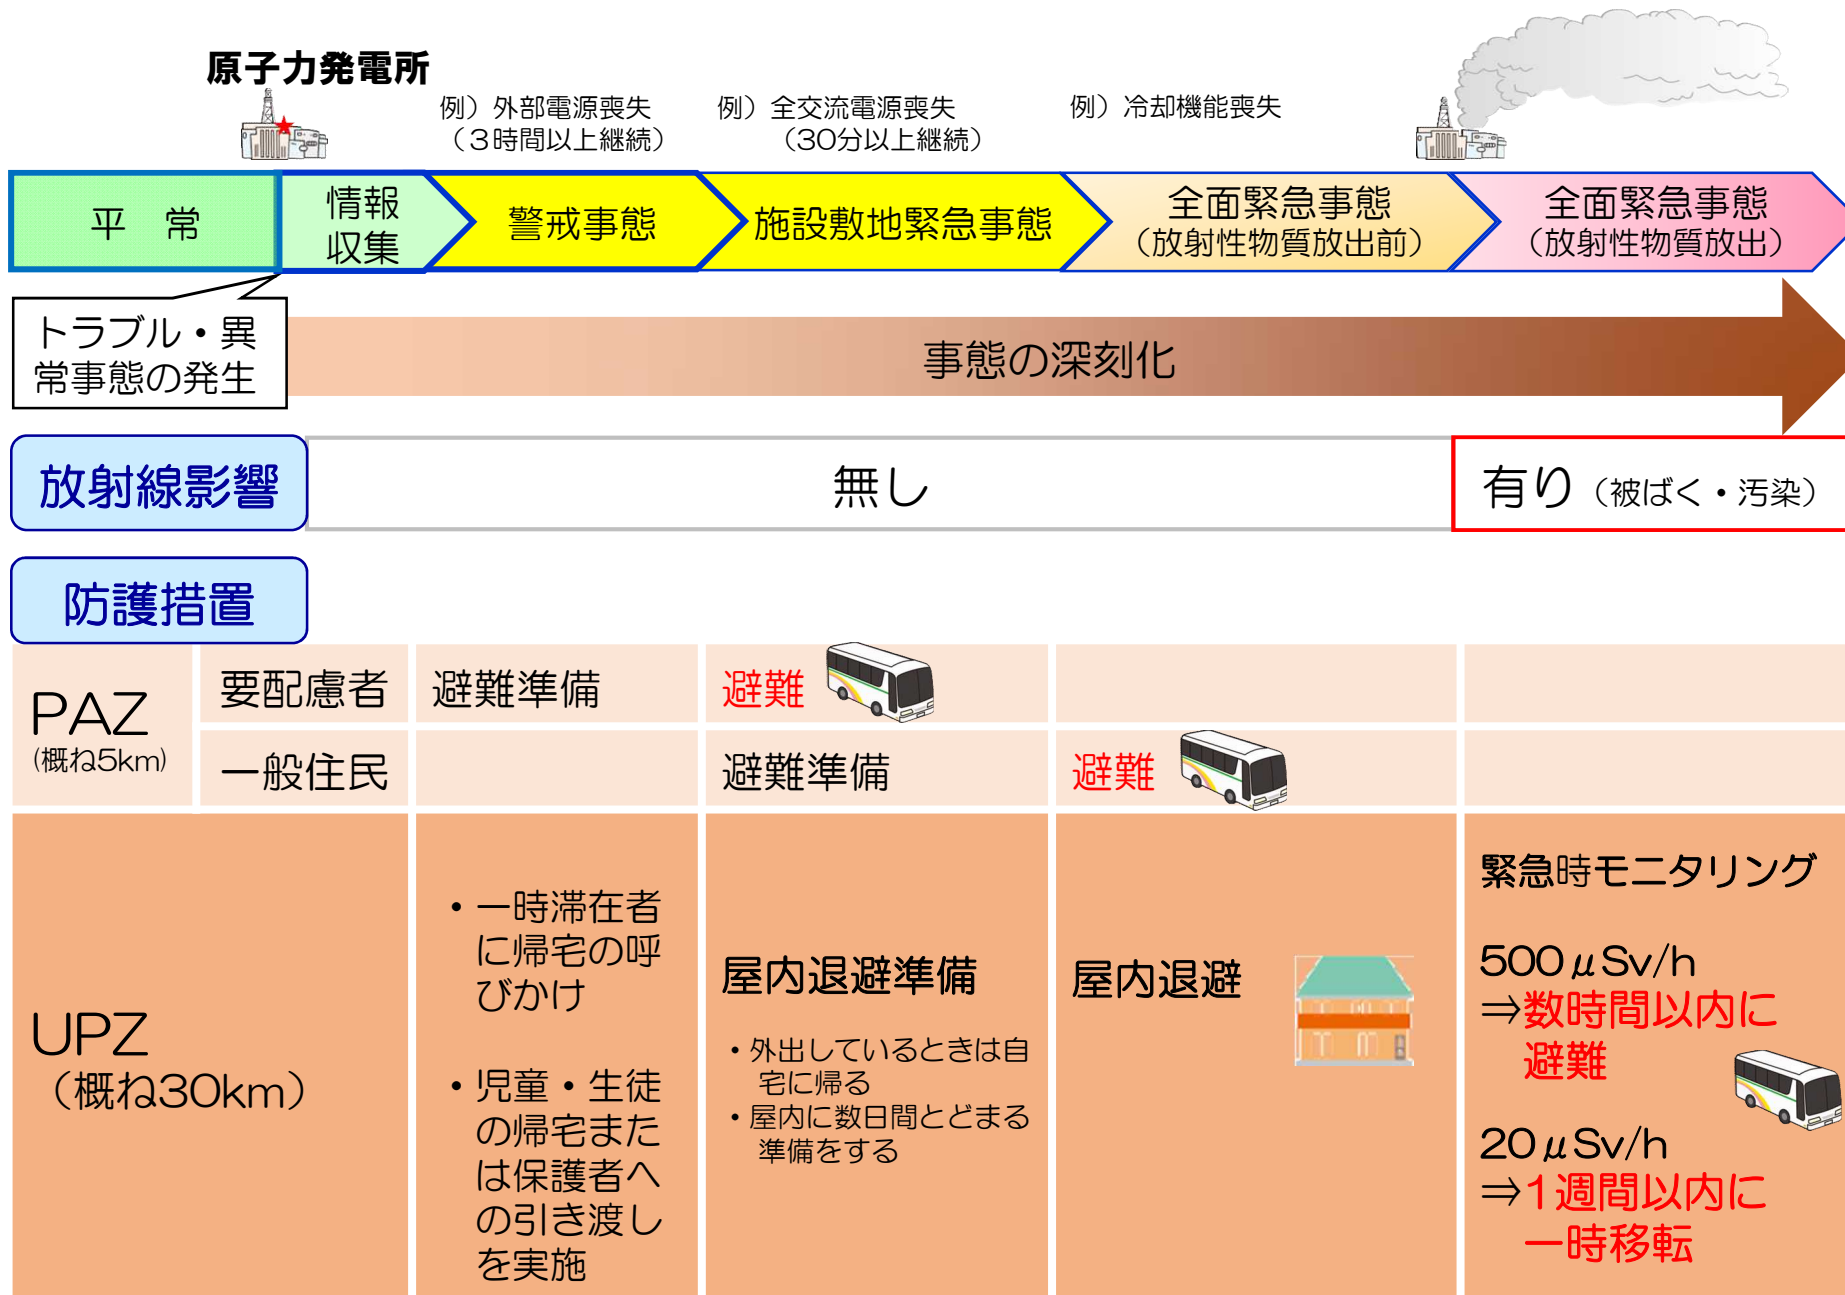 原子力発電所
例）外部電源喪失
（３時間以上継続）
例）全交流電源喪失
（30分以上継続）
例）冷却機能喪失
平　常
情報
収集
警戒事態
施設敷地緊急事態
全面緊急事態
（放射性物質放出前）
全面緊急事態
（放射性物質放出）
トラブル・異
常事態の発生
事態の深刻化
放射線影響
無し
有り（被ばく・汚染）
防護措置
PAZ
(概ね5km)
要配慮者
避難準備
避難
一般住民
避難準備
避難
UPZ
（概ね30km）
・一時滞在者
に帰宅の呼
びかけ
・児童・生徒
の帰宅また
は保護者へ
の引き渡し
を実施
屋内退避準備
・外出しているときは自
宅に帰る
・屋内に数日間とどまる
準備をする
屋内退避
緊急時モニタリング
500μSv/h
⇒数時間以内に
避難
20μSv/h
⇒1週間以内に
一時移転